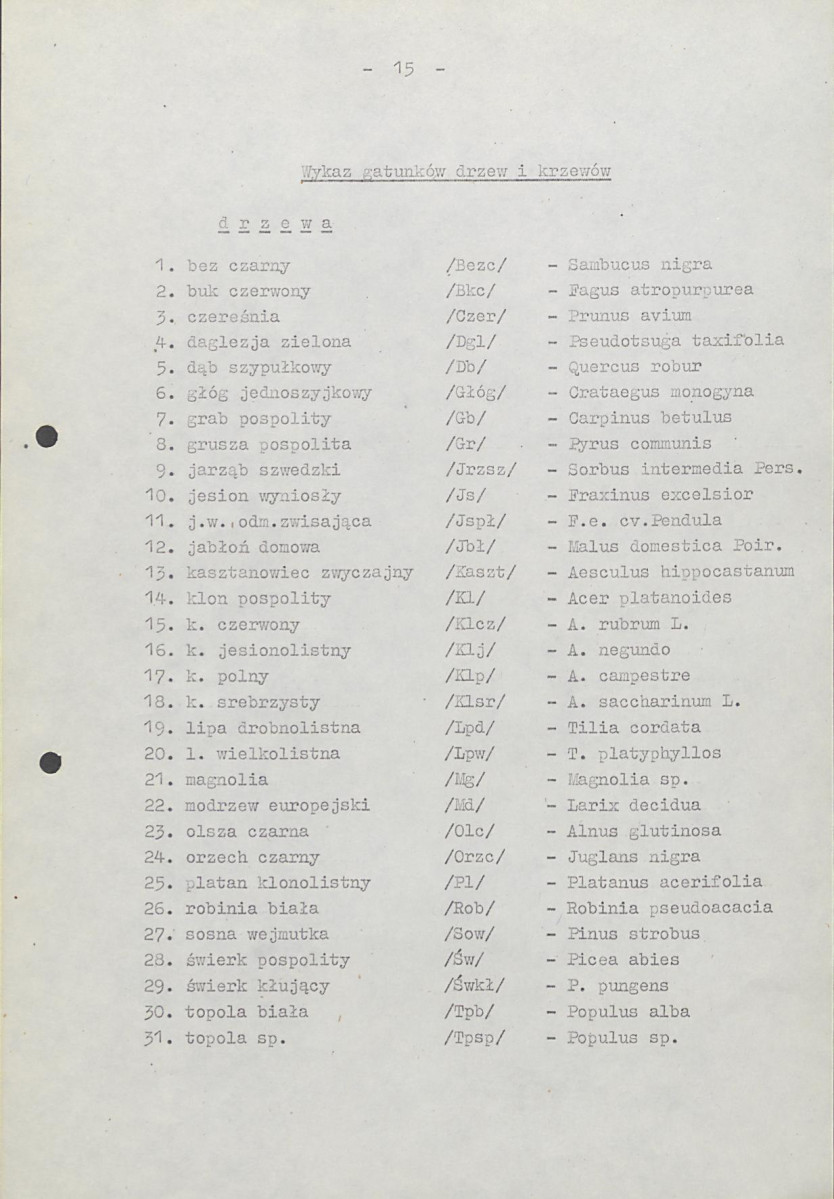 - 15 -
Wykaz gatunków drzew i krzewów
d r z e w a
1. bez czarny /Bezc/ - Sambucus nigra
2. buk czerwony /Bkc/ - Fagus atropurpurea
3. czereśnia /Czer/ - Prunus avium
4. daglezja zielona /Dgl/ - Pseudotsuga taxifolia
5. dąb szypułkowy /Db/ - Quercus robur
6. głóg jednoszyjkowy /Głóg/ - Crataegus monogyna
7. grab pospolity /Gb/ - Carpinus betulus
8. grusza pospolita /Gr/ - Pyrus communis
9. jarząb szwedzki /Jrzsz/ - Sorbus intermedia Pers.
10. jesion wyniosły /Js/ - Fraxinus excelsior
11. j.w.,odm.zwisająca /Jspł/ - F.e. cv.Pendula
12. jabłoń domowa /Jbł/ - Malus domestica Poir.
13. kasztanowiec zwyczajny /Kaszt/ - Aesculus hippocastanum
14. klon pospolity /Kl/ - Acer platanoides
15. k. czerwony /Klcz/ - A. rubrum L.
16. k. jesionolistny /Klj/ - A. negundo
17. k. polny /Klp/ - A. campestre
18. k. srebrzysty /Klsr/ - A. saccharinum L.
19. lipa drobnolistna /Lpd/ - Tilia cordata
20. l. wielkolistna /Lpw/ - T. platyphyllos
21. magnolia /Mg/ - Magnolia sp.
22. modrzew europejski /Md/ - Larix decidua
23. olsza czarna /Olc/ - Alnus glutinosa
24. orzech czarny /Orzc/ - Juglans nigra
25. platan klonolistny /Pl/ - Platanus acerifolia
26. robinia biała /Rob/ - Robinia pseudoacacia
27. sosna wejmutka /Sow/ - Pinus strobus
28. świerk pospolity /Św/ - Picea abies
29. świerk kłujący /Świkł/ - P. pungens
30. topola biała /Tpb/ - Populus alba
31. topola sp. /Tpsp/ - Populus sp.